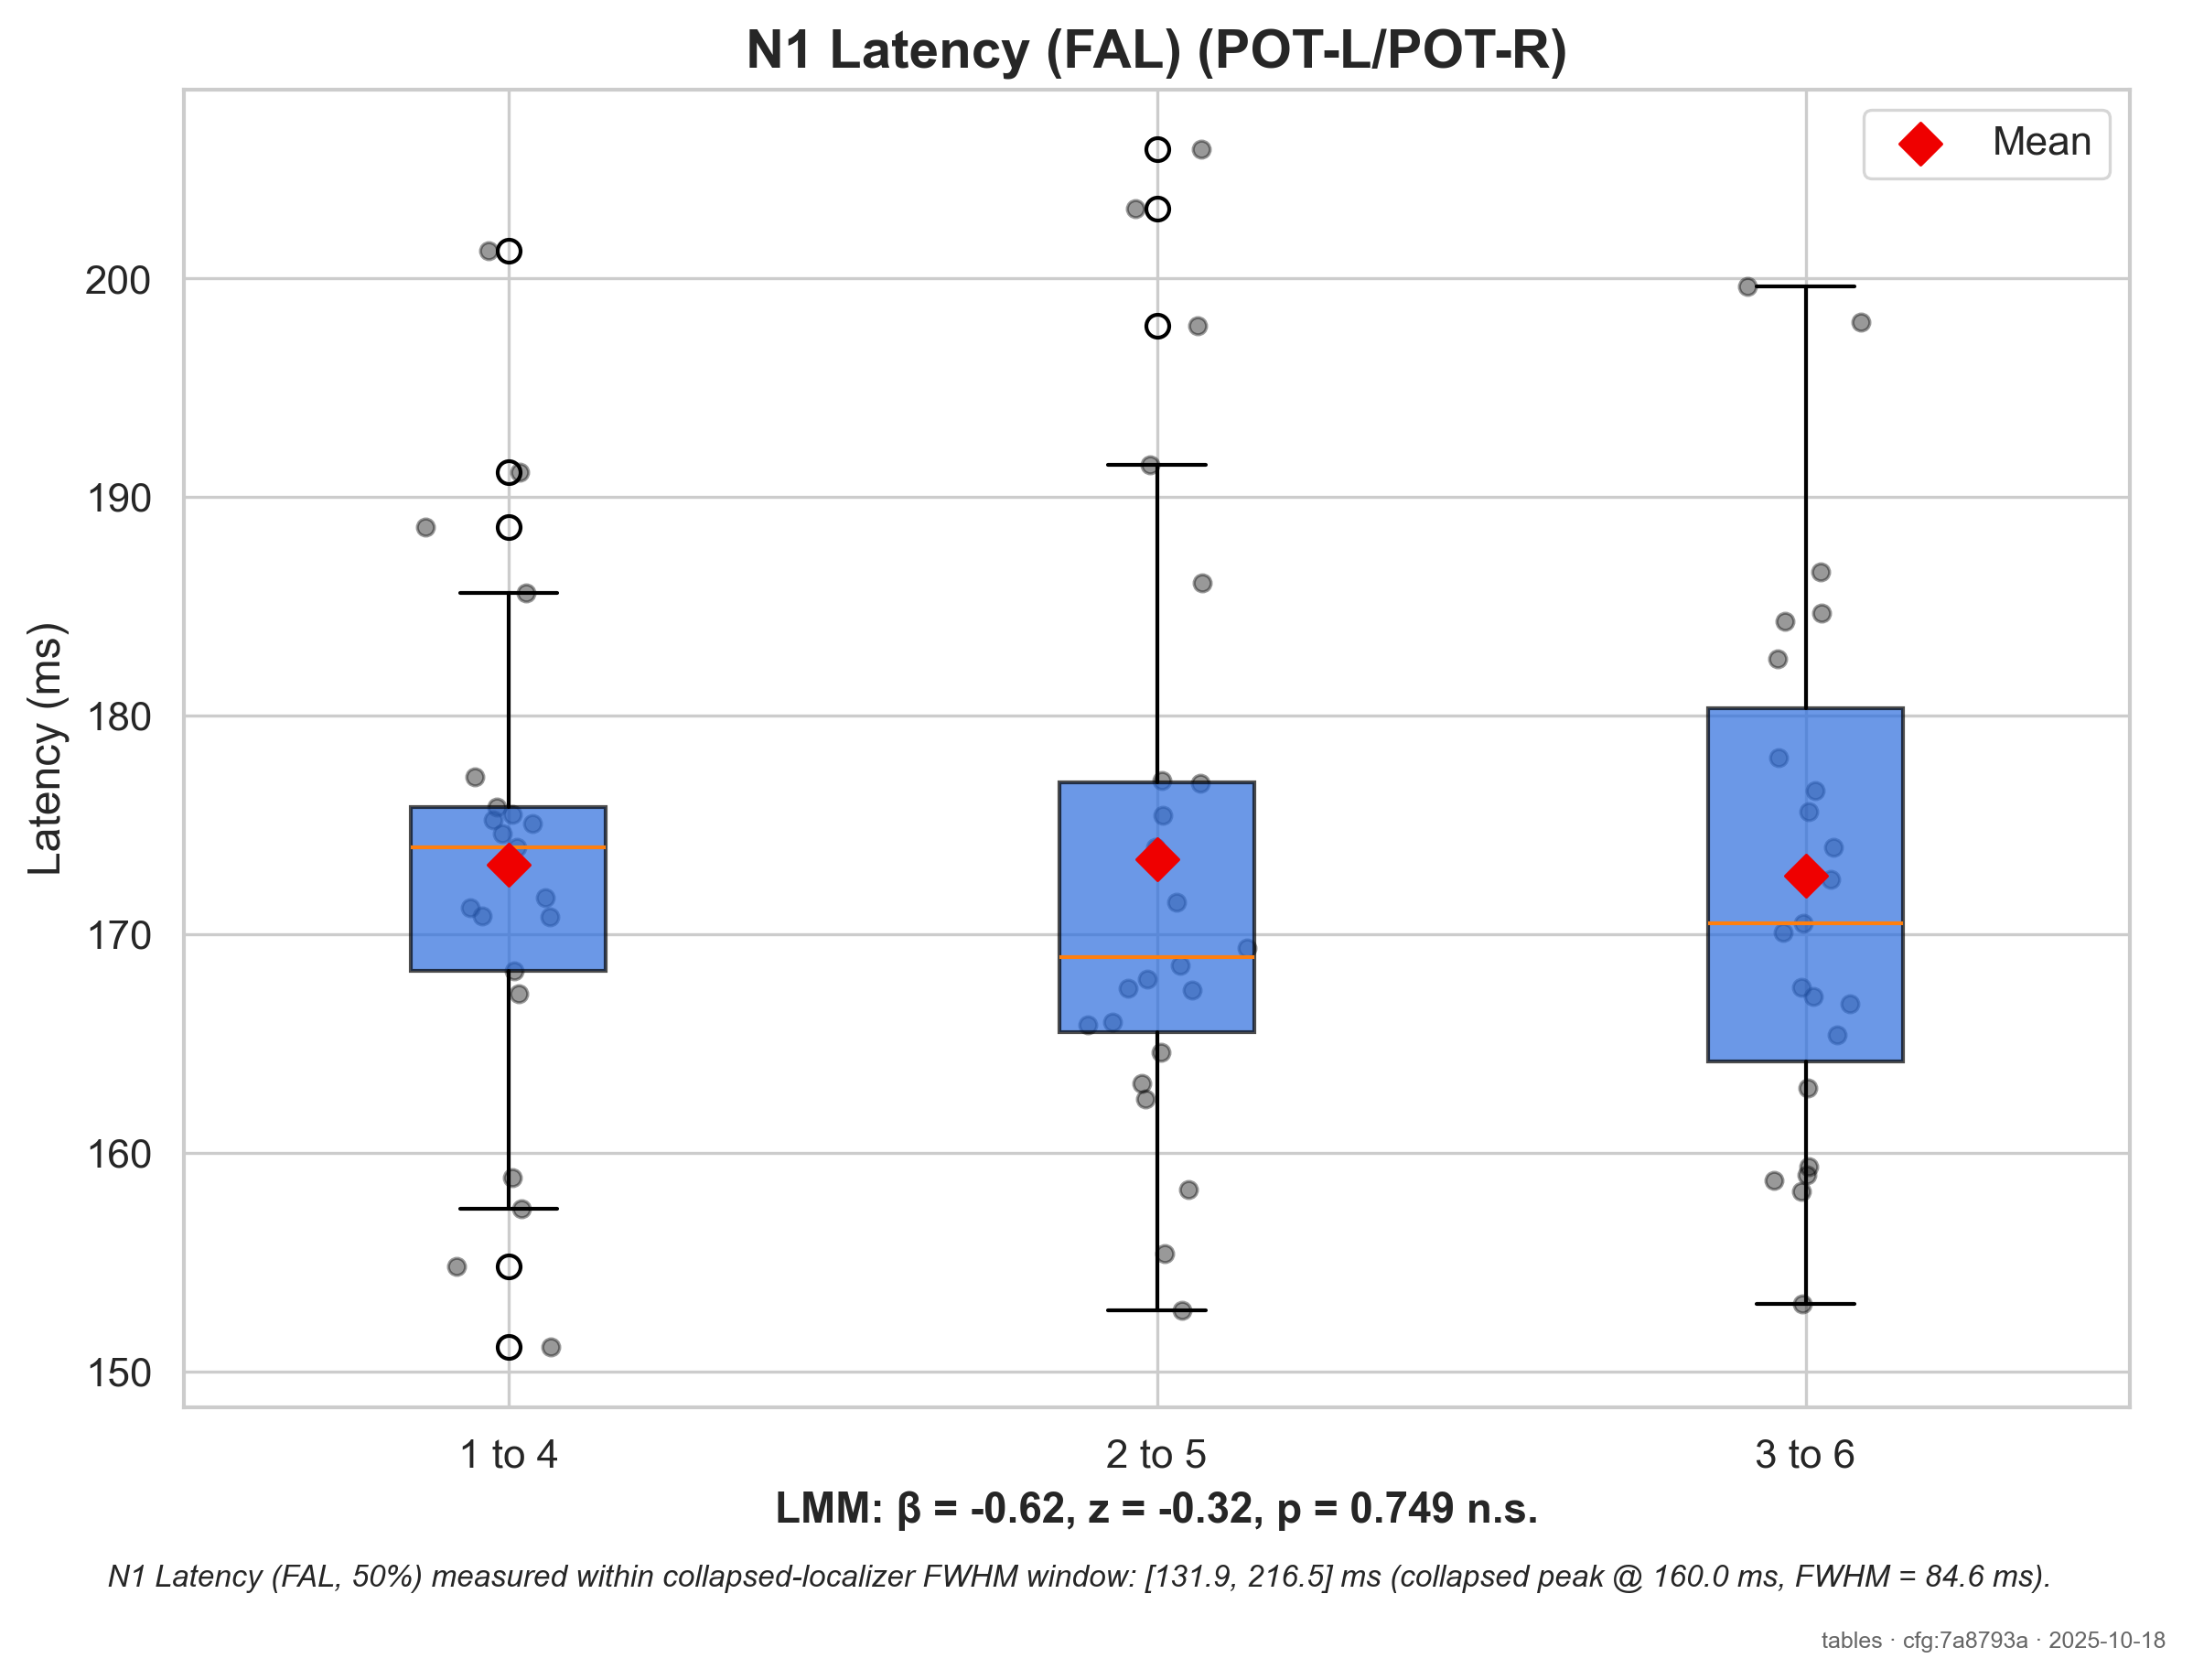 N1 Latency (FAL) (POT-L/POT-R)
Mean
Latency (ms)
200
190
180
170
160
150
1 to 4
2 to 5
3 to 6
LMM: β = -0.62, z = -0.32, p = 0.749 n.s.
N1 Latency (FAL, 50%) measured within collapsed-localizer FWHM window: [131.9, 216.5] ms (collapsed peak @ 160.0 ms, FWHM = 84.6 ms).
tables · cfg:7a8793a · 2025-10-18